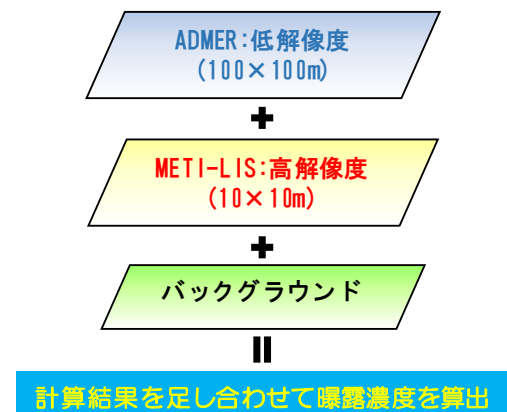 ADMER:低解像度
(100×100m)
+
METI-LIS:高解像度
(10×10m)
+
バックグラウンド
=
計算結果を足し合わせて曝露濃度を算出